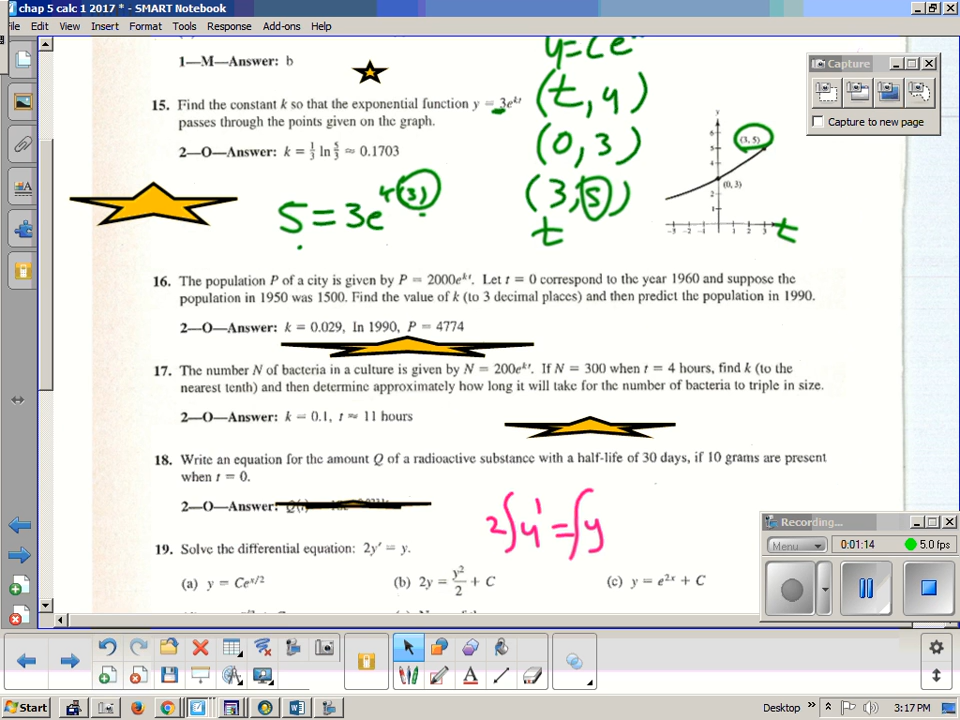 chap 5 calc 1 2017 * - SMART Notebook
File Edit View Insert Format Tools Response Add-ons Help
1—M—Answer: b
15. Find the constant k so that the exponential function y = 3e^{kt}
passes through the points given on the graph.
2—O—Answer: k = 1/3 ln 5/3 ≈ 0.1703
(t, y)
(0, 3)
(3, 5)
t
y
6
5
4
2
1
(3, 5)
(0, 3)
-3 -2 -1 1 2 3
t
Capture
Capture to new page
16. The population P of a city is given by P = 2000e^{kt}. Let t = 0 correspond to the year 1960 and suppose the
population in 1950 was 1500. Find the value of k (to 3 decimal places) and then predict the population in 1990.
2—O—Answer: k = 0.029, In 1990, P = 4774
17. The number N of bacteria in a culture is given by N = 200e^{kt}. If N = 300 when t = 4 hours, find k (to the
nearest tenth) and then determine approximately how long it will take for the number of bacteria to triple in size.
2—O—Answer: k = 0.1, t ≈ 11 hours
18. Write an equation for the amount Q of a radioactive substance with a half-life of 30 days, if 10 grams are present
when t = 0.
2—O—Answer:
2∫y' = ∫y
19. Solve the differential equation: 2y' = y.
(a) y = Ce^{x/2} (b) 2y = y²/2 + C (c) y = e^{2x} + C
Recording...
Menu 0:01:14 5.0 fps
Start
Desktop » 3:17 PM